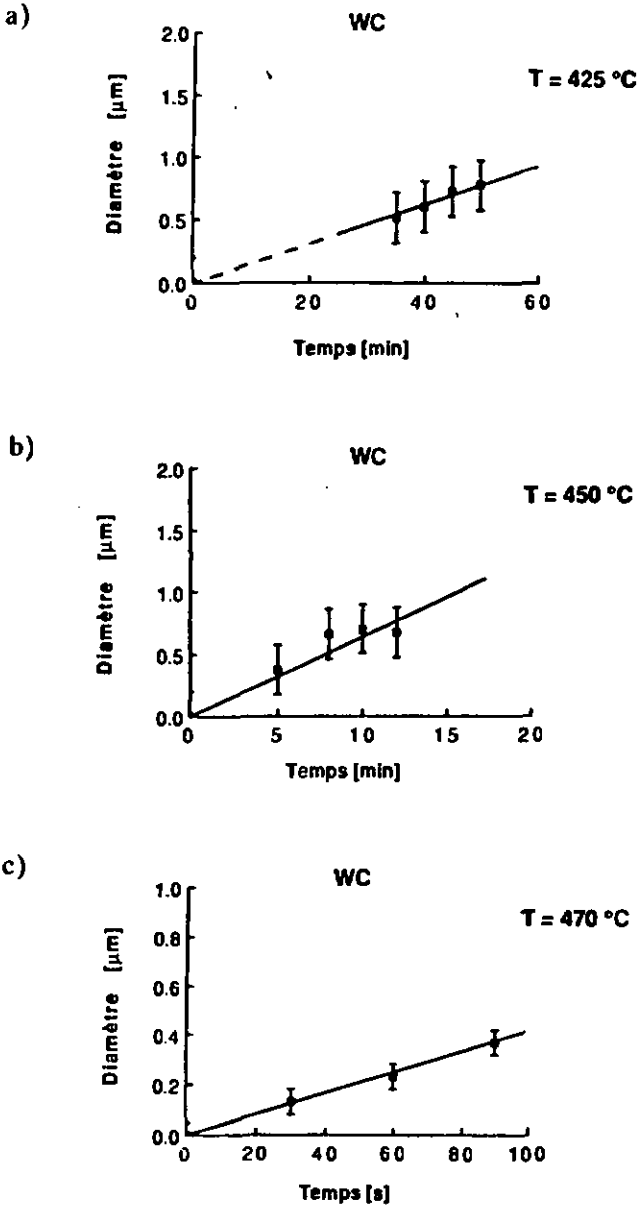 a)
WC
T = 425 °C
Diamètre [µm]
2.0
1.5
1.0
0.5
0.0
0 20 40 60
Temps [min]
b)
WC
T = 450 °C
Diamètre [µm]
2.0
1.5
1.0
0.5
0.0
0 5 10 15 20
Temps [min]
c)
WC
T = 470 °C
Diamètre [µm]
1.0
0.8
0.6
0.4
0.2
0.0
0 20 40 60 80 100
Temps [s]